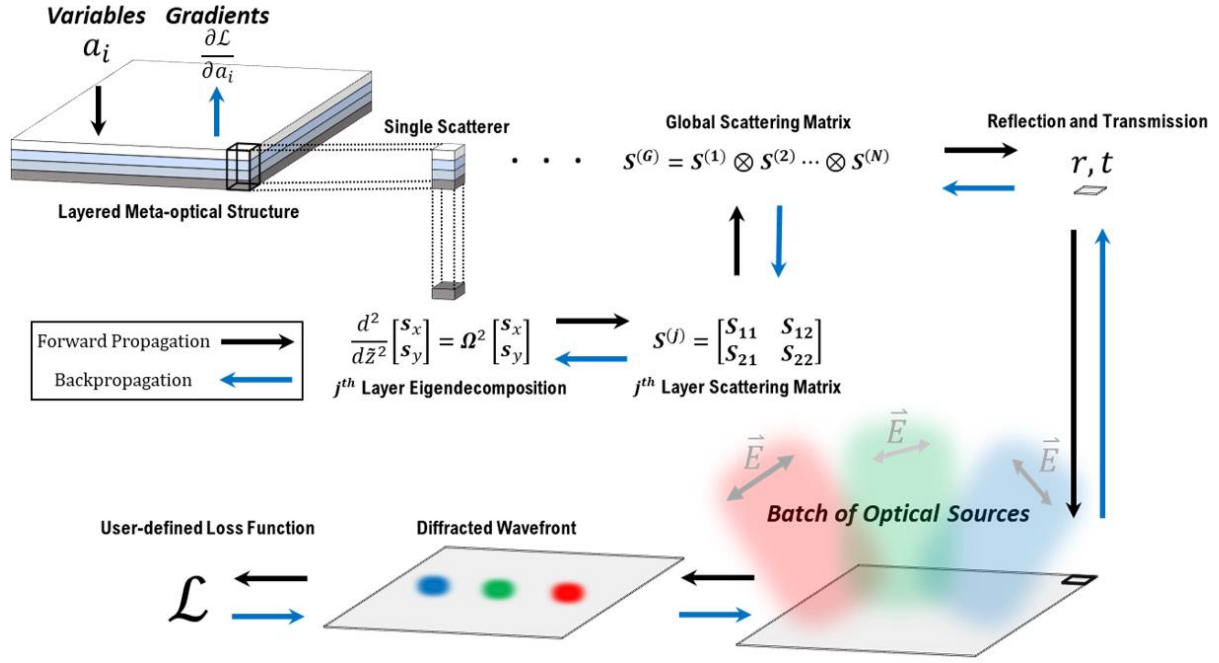 Variables Gradients
a_i ∂ℒ/∂a_i
Single Scatterer
Global Scattering Matrix
Reflection and Transmission
. . . S^(G) = S^(1) ⊗ S^(2) ⋯ ⊗ S^(N)
r, t
Layered Meta-optical Structure
Forward Propagation
Backpropagation
d²/dz̃² [s_x s_y] = Ω² [s_x s_y]
S^(j) = [S_11 S_12 S_21 S_22]
j^th Layer Eigendecomposition
j^th Layer Scattering Matrix
E⃗ E⃗ E⃗
Batch of Optical Sources
User-defined Loss Function
Diffracted Wavefront
ℒ